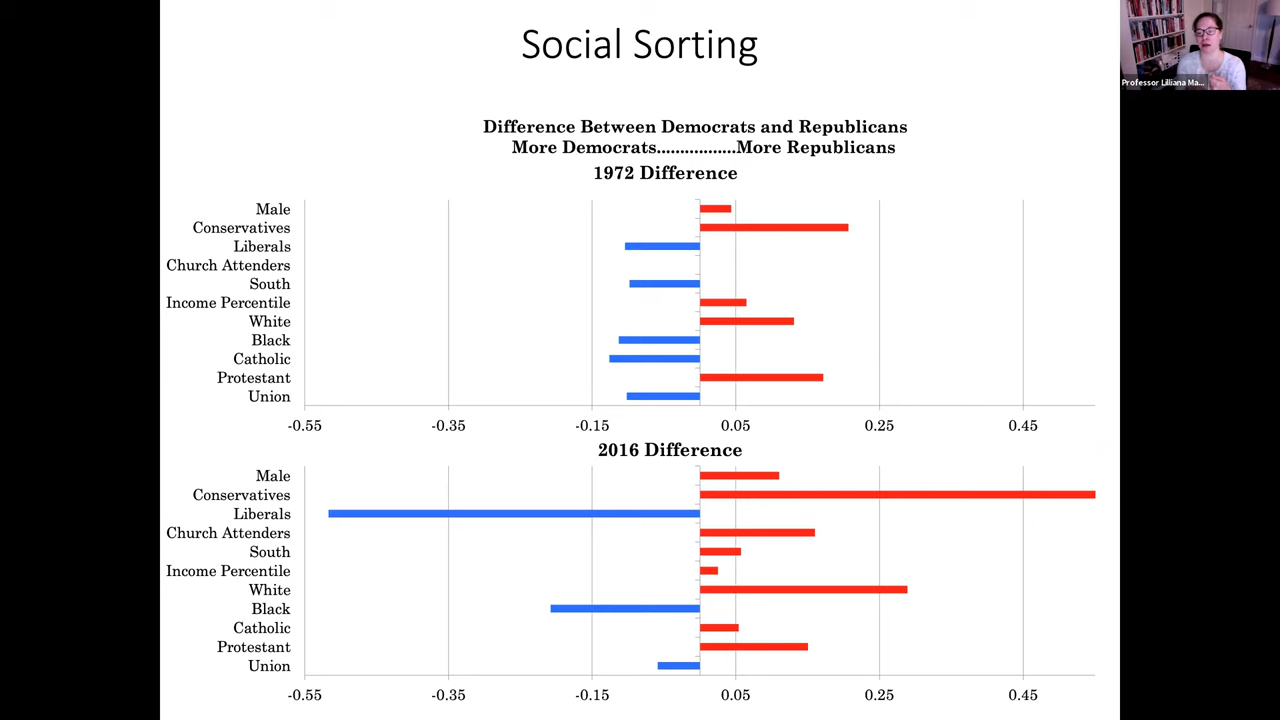 Social Sorting
Professor Lilliana Ma...
Difference Between Democrats and Republicans
More Democrats.................More Republicans
1972 Difference
Male
Conservatives
Liberals
Church Attenders
South
Income Percentile
White
Black
Catholic
Protestant
Union
-0.55 -0.35 -0.15 0.05 0.25 0.45
2016 Difference
Male
Conservatives
Liberals
Church Attenders
South
Income Percentile
White
Black
Catholic
Protestant
Union
-0.55 -0.35 -0.15 0.05 0.25 0.45